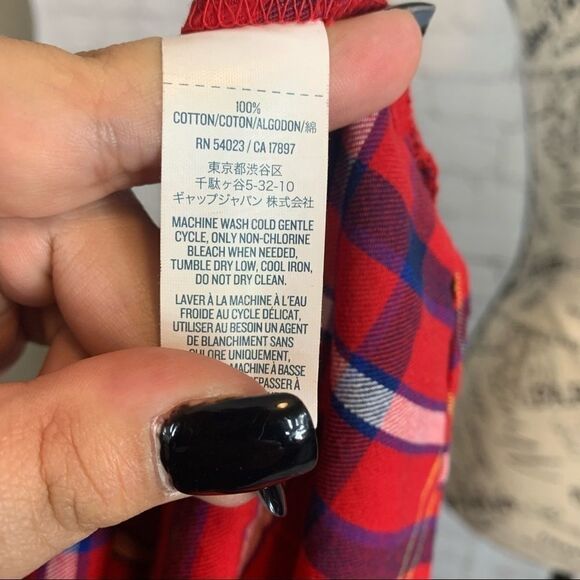 100%
COTTON/COTON/ALGODON/綿
RN 54023 / CA 17897
東京都渋谷区
千駄ヶ谷5-32-10
ギャップジャパン 株式会社
MACHINE WASH COLD GENTLE
CYCLE, ONLY NON-CHLORINE
BLEACH WHEN NEEDED,
TUMBLE DRY LOW, COOL IRON,
DO NOT DRY CLEAN.
LAVER À LA MACHINE À L'EAU
FROIDE AU CYCLE DÉLICAT,
UTILISER AU BESOIN UN AGENT
DE BLANCHIMENT SANS
CHLORE UNIQUEMENT,
MACHINE À BASSE
À